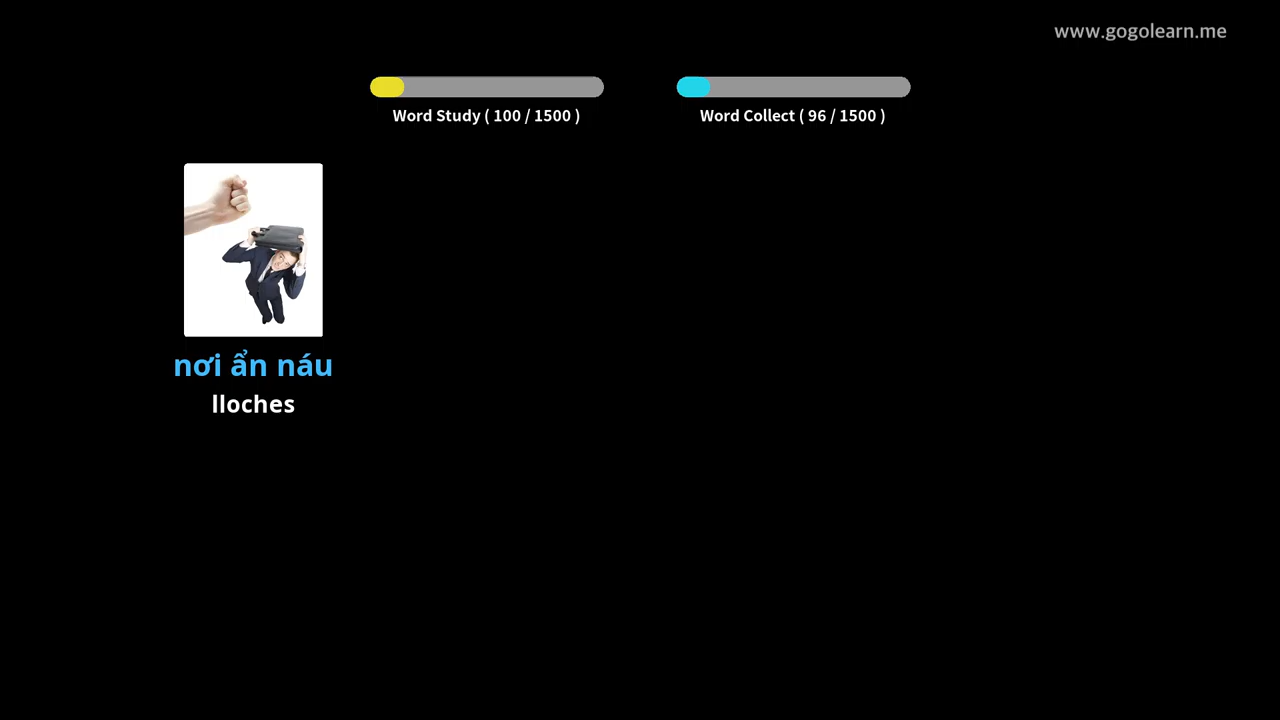 www.gogolearn.me
Word Study ( 100 / 1500 )
Word Collect ( 96 / 1500 )
nơi ẩn náu
lloches